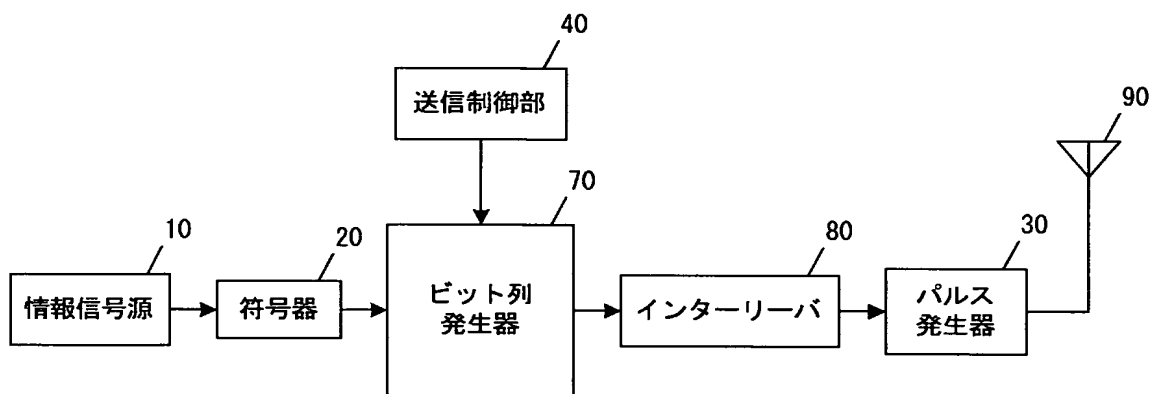 40
送信制御部
90
70
10
20
80
30
情報信号源
符号器
ビット列
発生器
インターリーバ
パルス
発生器